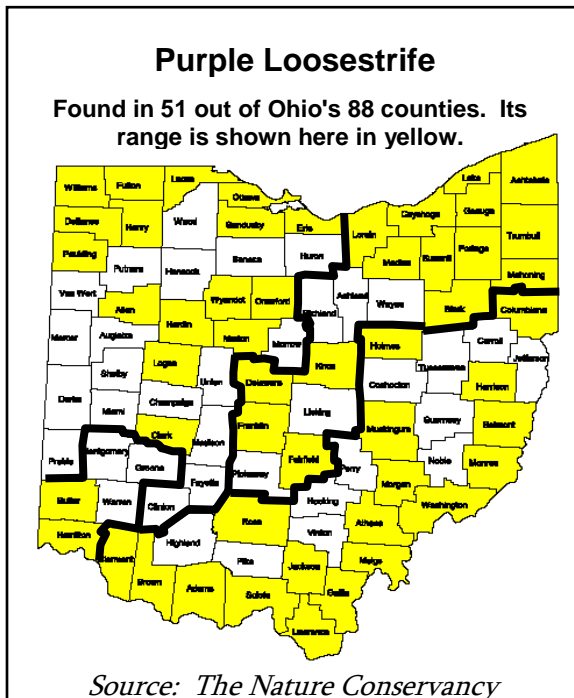 Purple Loosestrife
Found in 51 out of Ohio's 88 counties. Its
range is shown here in yellow.
Williams
Fulton
Lucas
Ottawa
Lake
Ashtabula
Defiance
Henry
Wood
Sandusky
Erie
Lorain
Cuyahoga
Geauga
Trumbull
Paulding
Putnam
Hancock
Seneca
Huron
Medina
Summit
Portage
Mahoning
Van Wert
Allen
Wyandot
Crawford
Richland
Ashland
Wayne
Stark
Columbiana
Mercer
Auglaize
Hardin
Marion
Morrow
Holmes
Carroll
Jefferson
Shelby
Logan
Union
Delaware
Knox
Coshocton
Tuscarawas
Harrison
Darke
Miami
Champaign
Licking
Guernsey
Belmont
Clark
Madison
Franklin
Muskingum
Noble
Monroe
Preble
Montgomery
Greene
Fayette
Pickaway
Fairfield
Perry
Morgan
Washington
Butler
Warren
Clinton
Ross
Hocking
Athens
Hamilton
Clermont
Highland
Vinton
Meigs
Brown
Adams
Pike
Scioto
Jackson
Gallia
Lawrence
Source: The Nature Conservancy